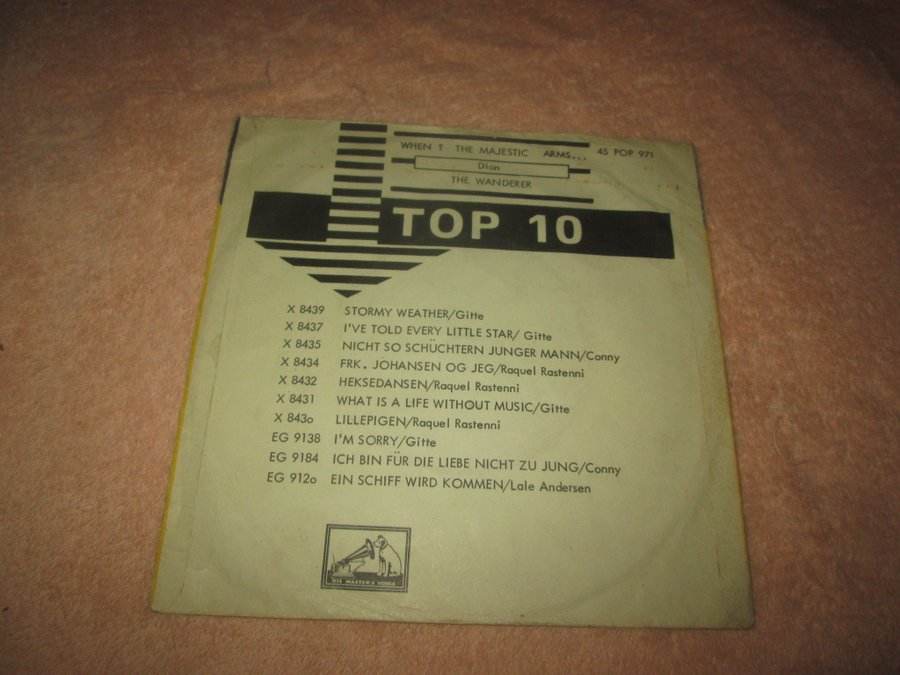 WHEN T THE MAJESTIC ARMS... 45 POP 971
Dion
THE WANDERER
TOP 10
X 8439 STORMY WEATHER/Gitte
X 8437 I'VE TOLD EVERY LITTLE STAR/ Gitte
X 8435 NICHT SO SCHÜCHTERN JUNGER MANN/Conny
X 8434 FRK. JOHANSEN OG JEG/Raquel Rastenni
X 8432 HEKSEDANSEN/Raquel Rastenni
X 8431 WHAT IS A LIFE WITHOUT MUSIC/Gitte
X 843o LILLEPIGEN/Raquel Rastenni
EG 9138 I'M SORRY/Gitte
EG 9184 ICH BIN FÜR DIE LIEBE NICHT ZU JUNG/Conny
EG 912o EIN SCHIFF WIRD KOMMEN/Lale Andersen
HIS MASTER'S VOICE